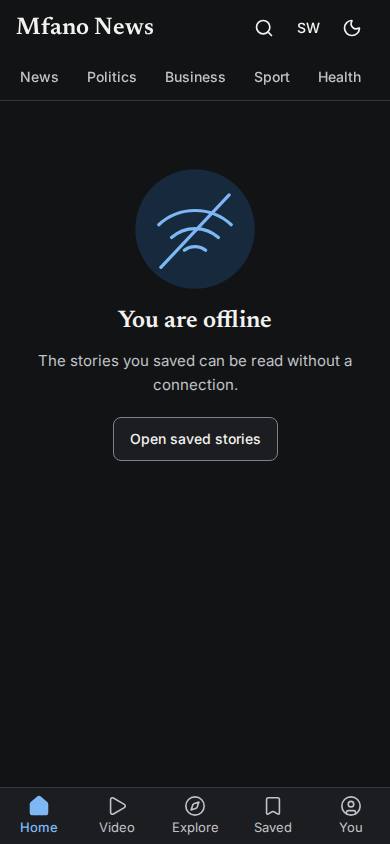 Mfano News
SW
News Politics Business Sport Health
You are offline
The stories you saved can be read without a
connection.
Open saved stories
Home Video Explore Saved You